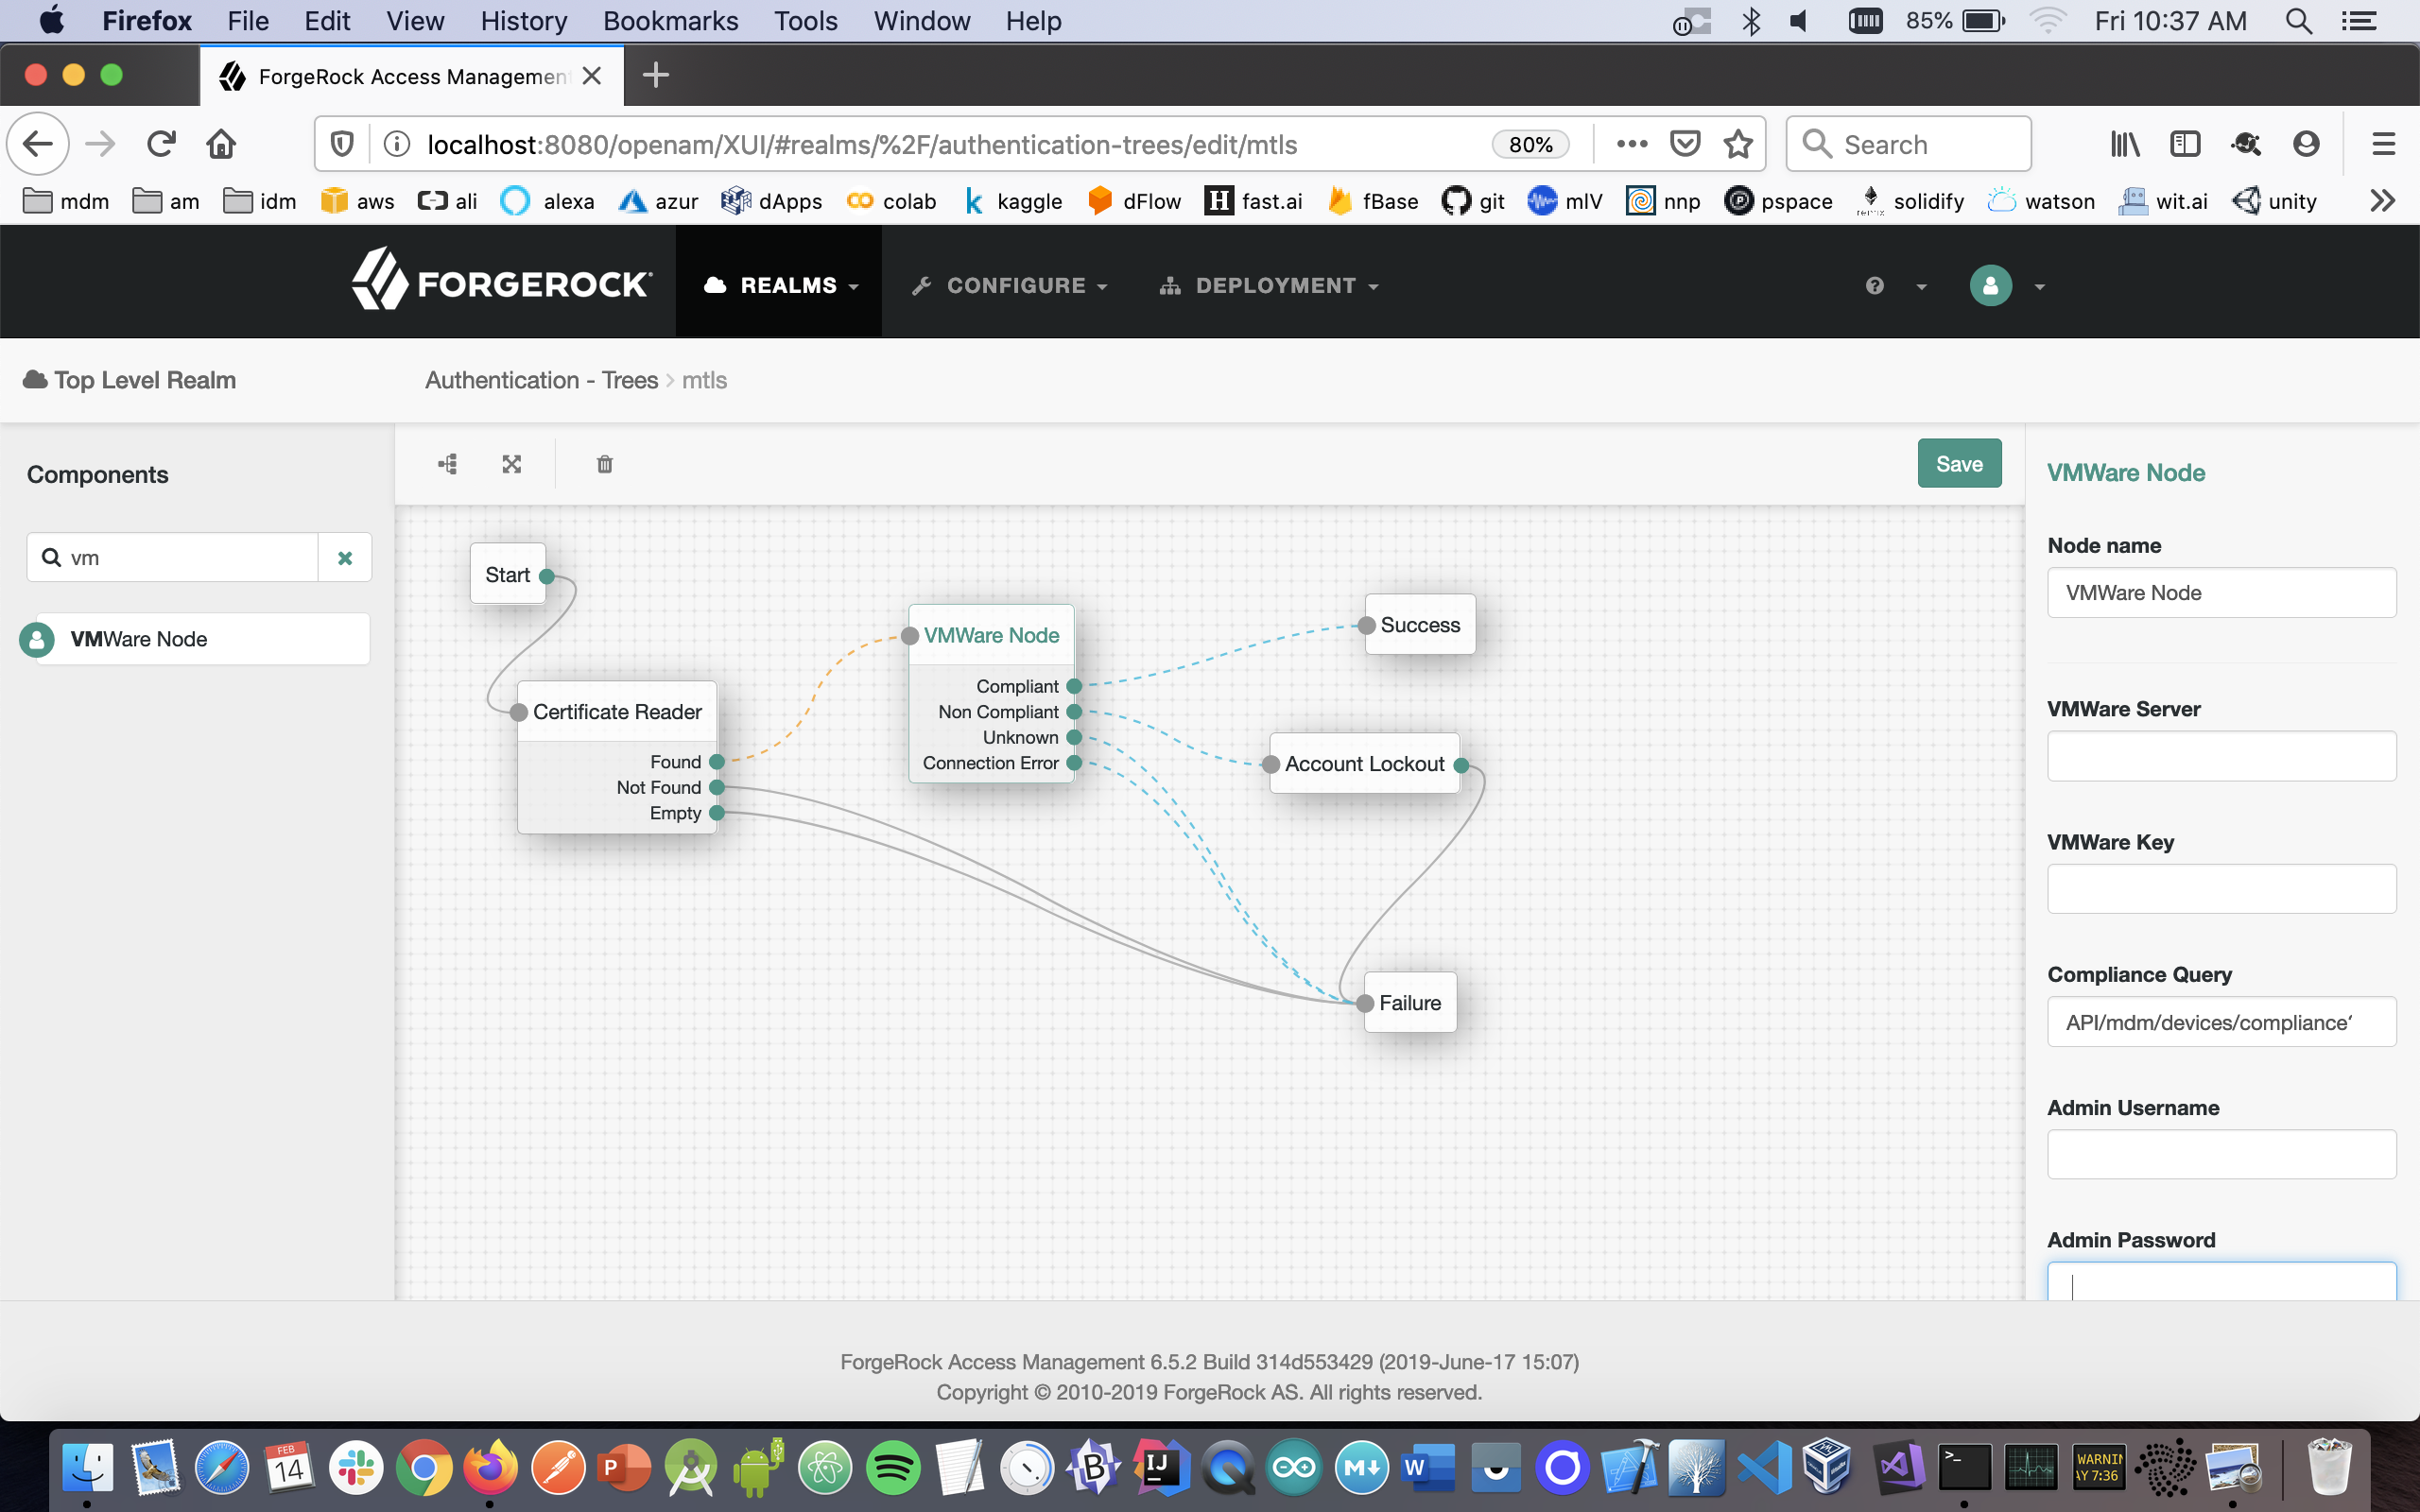 Firefox File Edit View History Bookmarks Tools Window Help 85% Fri 10:37 AM
ForgeRock Access Managemen
localhost:8080/openam/XUI/#realms/%2F/authentication-trees/edit/mtls 80% Search
mdm am idm aws ali alexa azur dApps colab kaggle dFlow fast.ai fBase git mlV nnp pspace solidify watson wit.ai unity
FORGEROCK REALMS CONFIGURE DEPLOYMENT
Top Level Realm Authentication - Trees > mtls
Components
Save
vm
VMWare Node
Start
Certificate Reader
Found
Not Found
Empty
VMWare Node
Compliant
Non Compliant
Unknown
Connection Error
Success
Account Lockout
Failure
VMWare Node
Node name
VMWare Node
VMWare Server
VMWare Key
Compliance Query
API/mdm/devices/compliance
Admin Username
Admin Password
ForgeRock Access Management 6.5.2 Build 314d553429 (2019-June-17 15:07)
Copyright © 2010-2019 ForgeRock AS. All rights reserved.
FEB
14
P
B
IJ
M
W
>_
WARNIN
AY 7:36